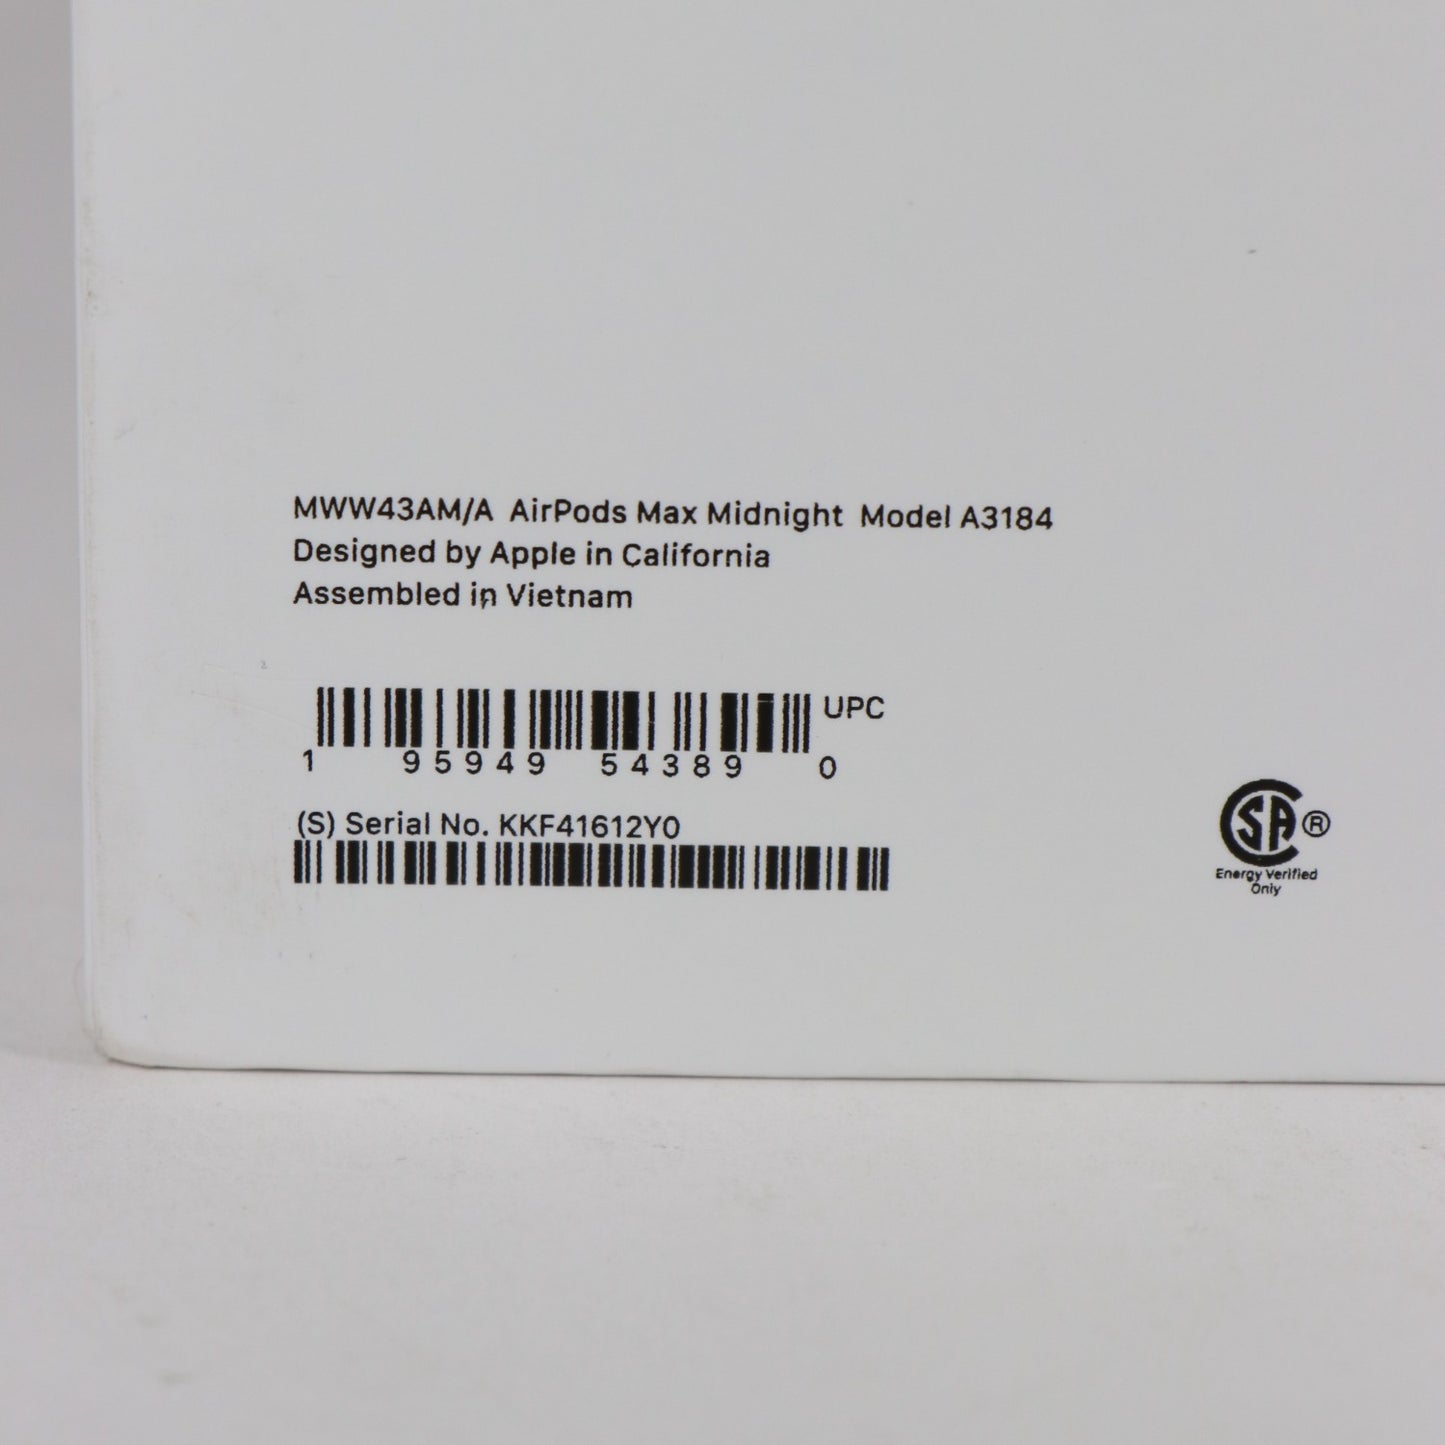 MWW43AM/A AirPods Max Midnight Model A3184
Designed by Apple in California
Assembled in Vietnam
UPC
1 95949 54389 0
(S) Serial No. KKF41612Y0
CSA®
Energy Verified
Only